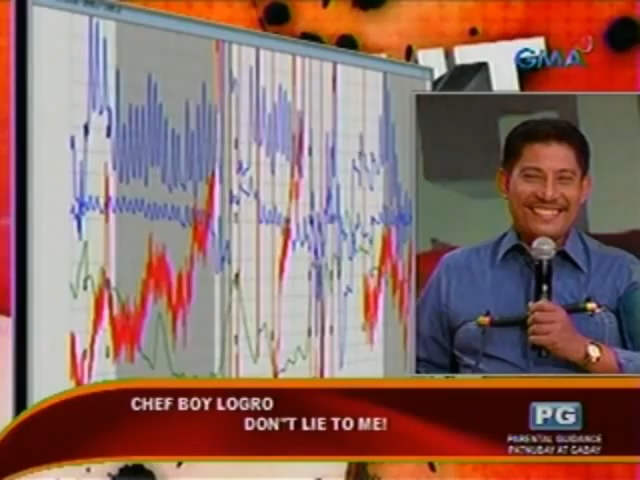 GMA
CHEF BOY LOGRO
DON"T LIE TO ME!
PG
PARENTAL GUIDANCE
PATNUBAY AT GABAY